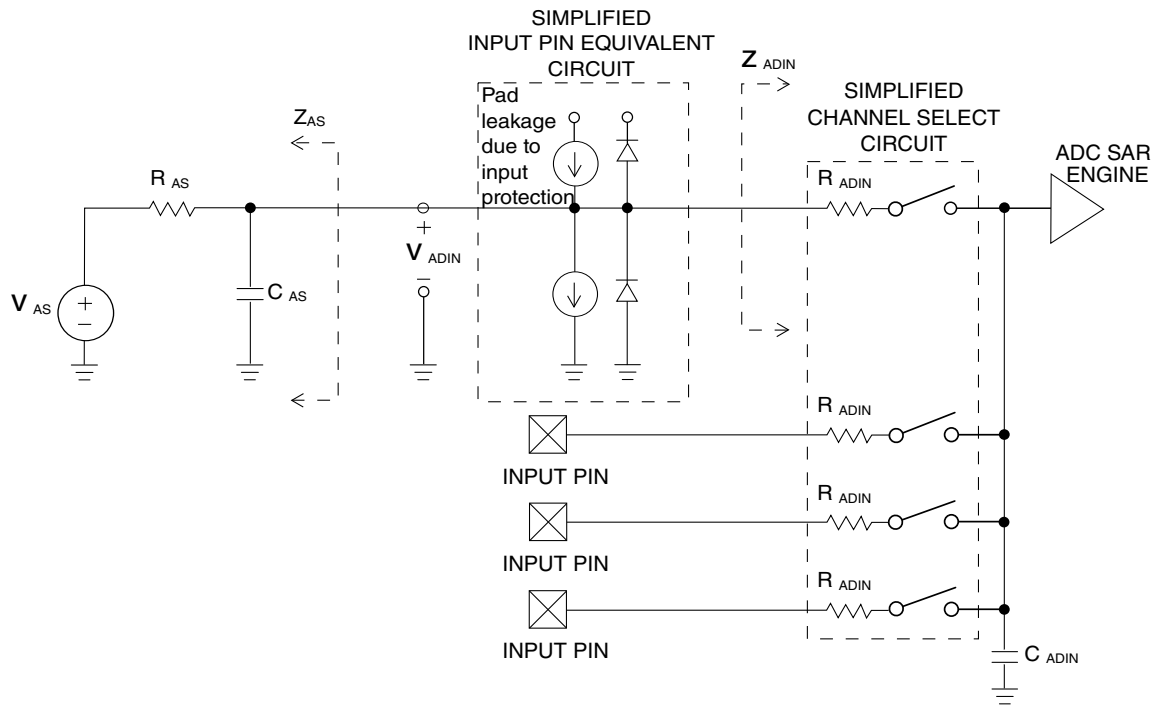 SIMPLIFIED
INPUT PIN EQUIVALENT
CIRCUIT
Pad
leakage
due to
input
protection
Z ADIN
SIMPLIFIED
CHANNEL SELECT
CIRCUIT
ADC SAR
ENGINE
ZAS
R AS
R ADIN
+
V ADIN
–
C AS
V AS
+
–
R ADIN
INPUT PIN
R ADIN
INPUT PIN
R ADIN
INPUT PIN
C ADIN